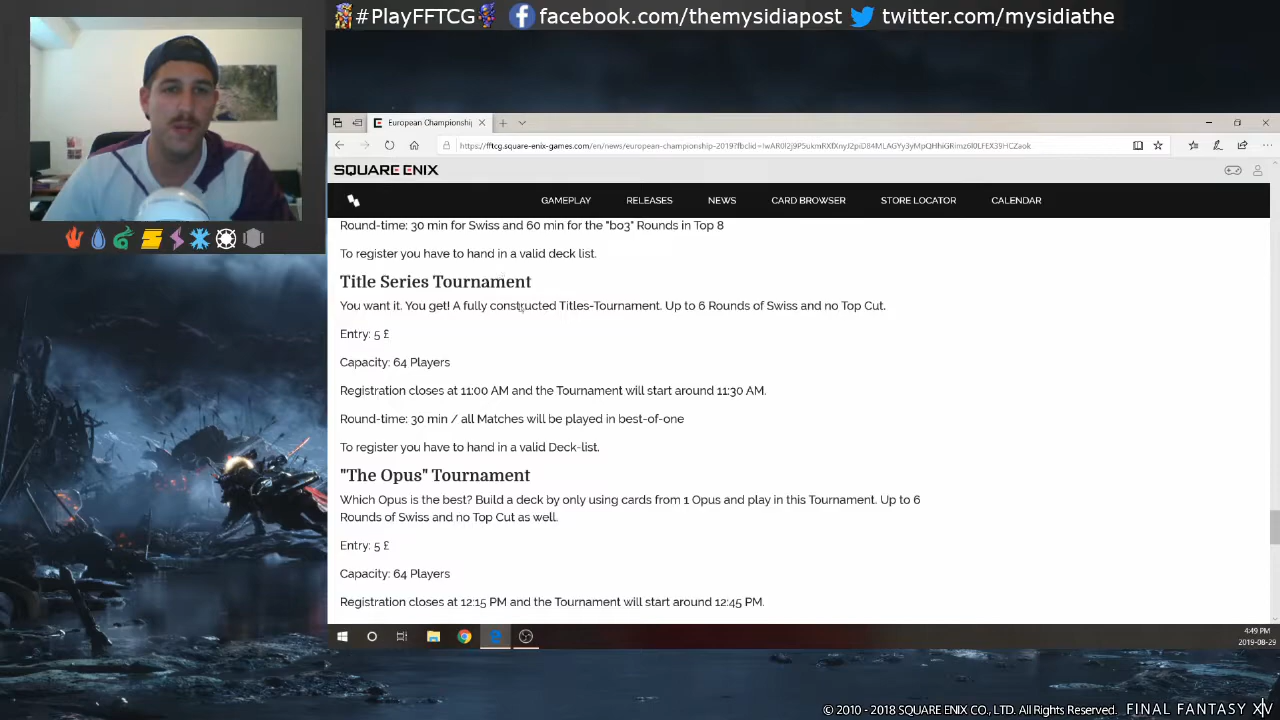 #PlayFFTCG facebook.com/themysidiapost twitter.com/mysidiathe
European Championship
SQUARE ENIX
GAMEPLAY RELEASES NEWS CARD BROWSER STORE LOCATOR CALENDAR
Round-time: 30 min for Swiss and 60 min for the "bo3" Rounds in Top 8
To register you have to hand in a valid deck list.
Title Series Tournament
You want it. You get! A fully constructed Titles-Tournament. Up to 6 Rounds of Swiss and no Top Cut.
Entry: 5 £
Capacity: 64 Players
Registration closes at 11:00 AM and the Tournament will start around 11:30 AM.
Round-time: 30 min / all Matches will be played in best-of-one
To register you have to hand in a valid Deck-list.
"The Opus" Tournament
Which Opus is the best? Build a deck by only using cards from 1 Opus and play in this Tournament. Up to 6
Rounds of Swiss and no Top Cut as well.
Entry: 5 £
Capacity: 64 Players
Registration closes at 12:15 PM and the Tournament will start around 12:45 PM.
4:49 PM
2019-08-29
© 2010 - 2018 SQUARE ENIX CO., LTD. All Rights Reserved. FINAL FANTASY XIV